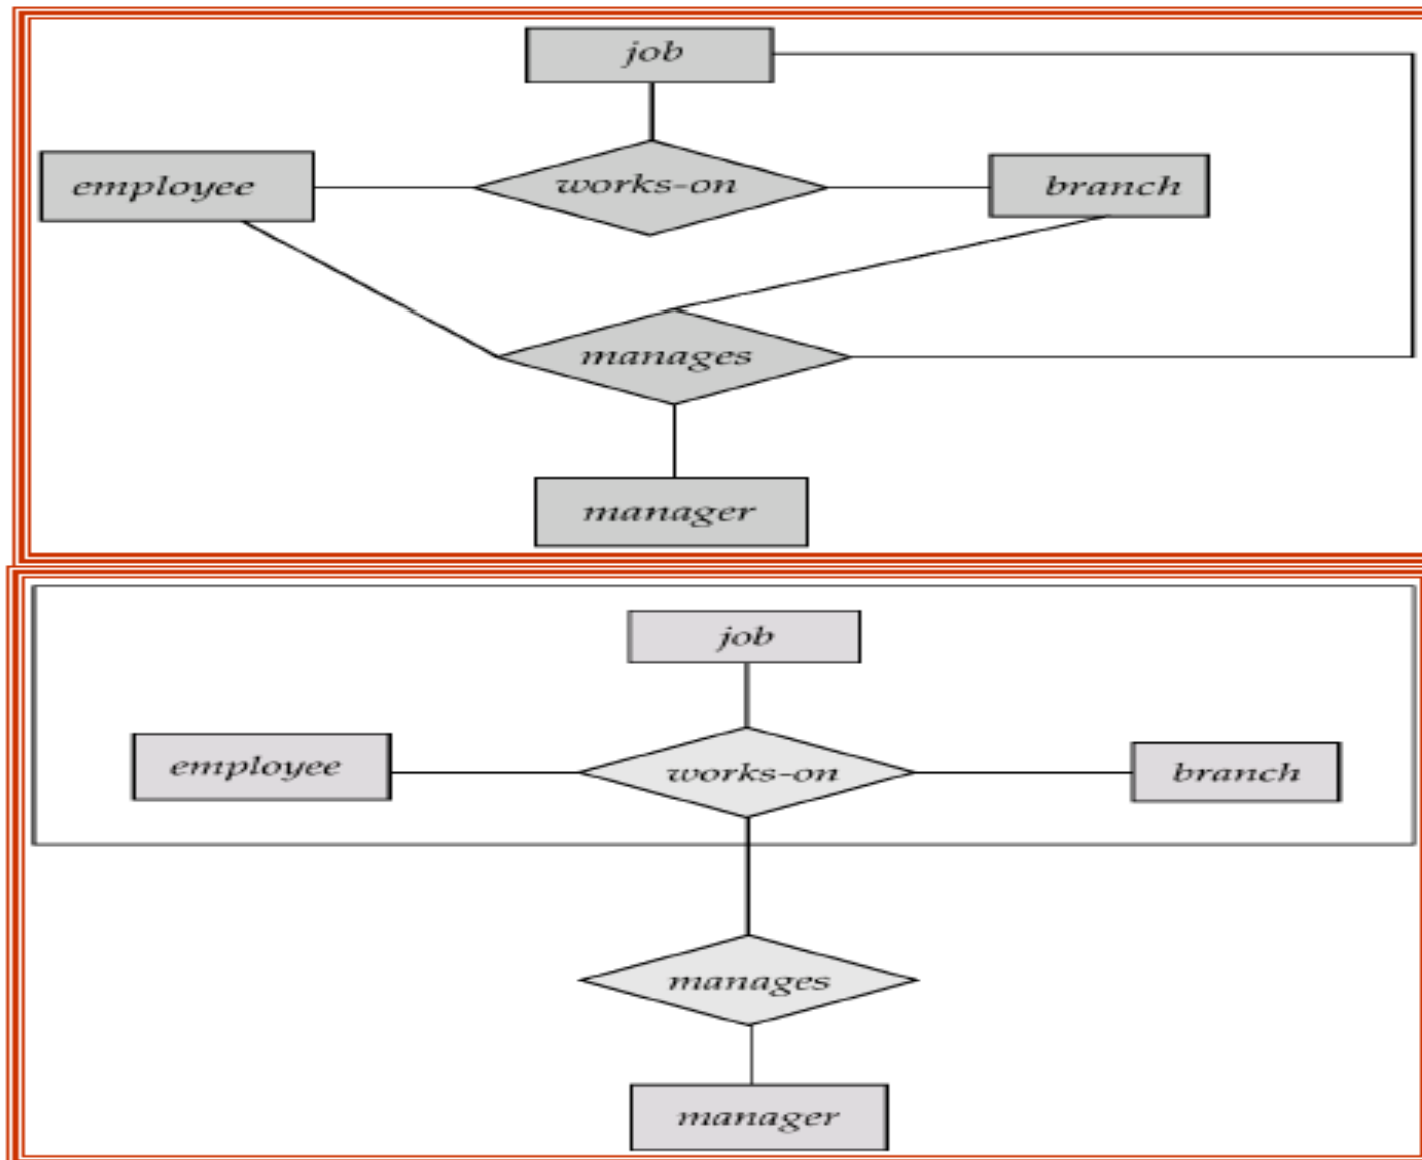 job
employee
works-on
branch
manages
manager
job
employee
works-on
branch
manages
manager